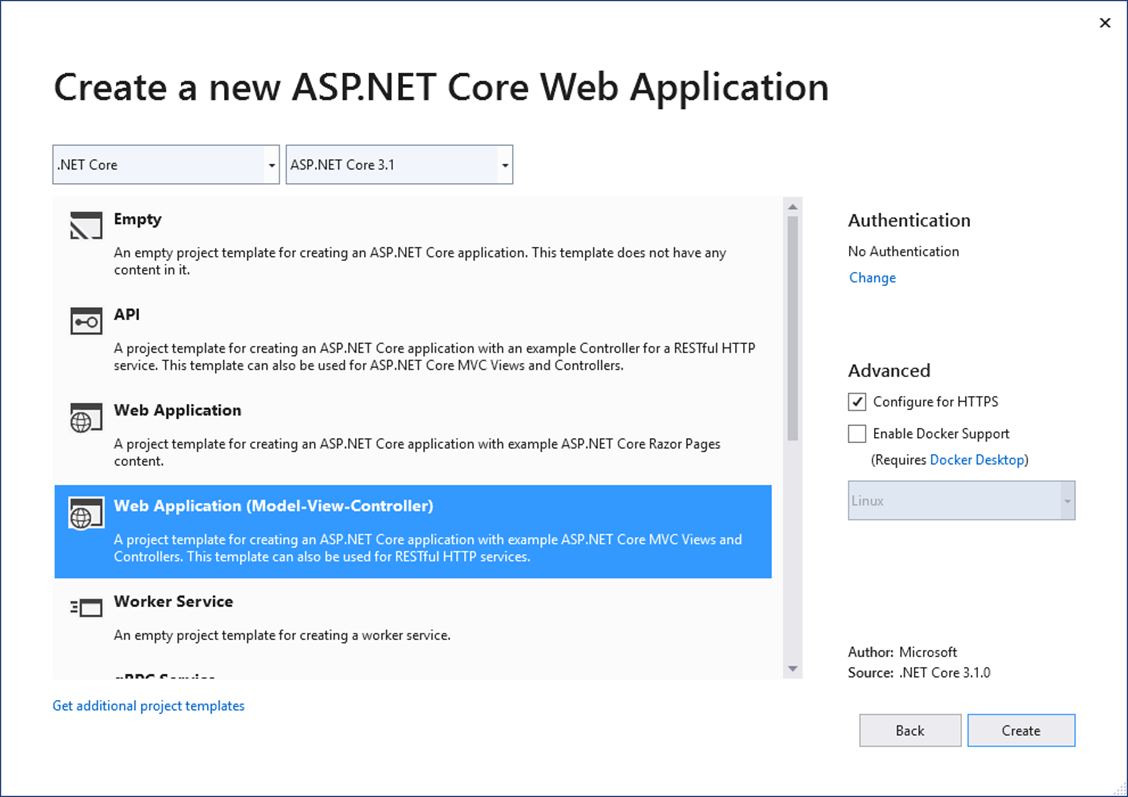 Create a new ASP.NET Core Web Application
.NET Core
ASP.NET Core 3.1
Empty
An empty project template for creating an ASP.NET Core application. This template does not have any
content in it.
API
A project template for creating an ASP.NET Core application with an example Controller for a RESTful HTTP
service. This template can also be used for ASP.NET Core MVC Views and Controllers.
Web Application
A project template for creating an ASP.NET Core application with example ASP.NET Core Razor Pages
content.
Web Application (Model-View-Controller)
A project template for creating an ASP.NET Core application with example ASP.NET Core MVC Views and
Controllers. This template can also be used for RESTful HTTP services.
Worker Service
An empty project template for creating a worker service.
gRPC Service
Get additional project templates
Authentication
No Authentication
Change
Advanced
Configure for HTTPS
Enable Docker Support
(Requires Docker Desktop)
Linux
Author: Microsoft
Source: .NET Core 3.1.0
Back
Create